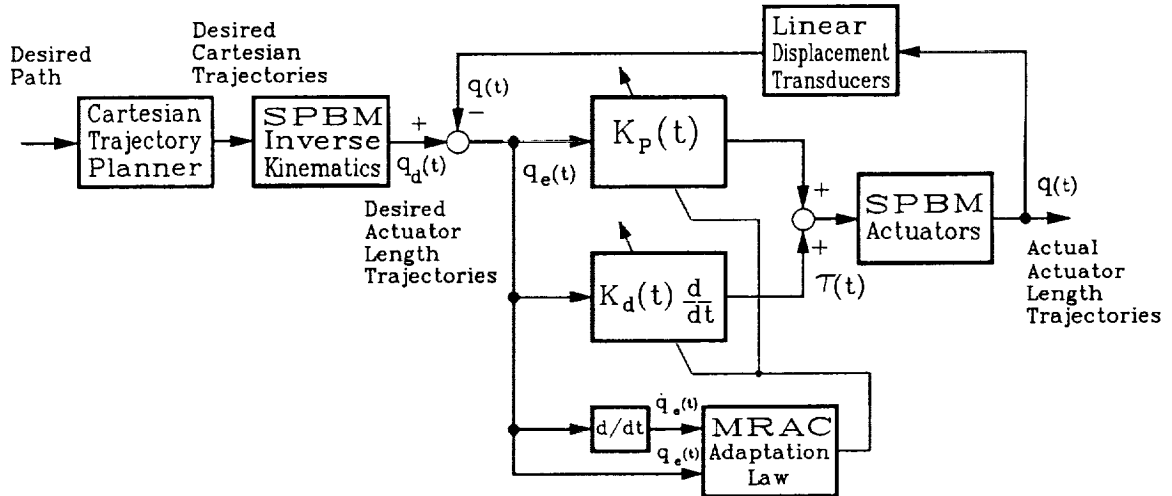 Desired
Path
Cartesian
Trajectory
Planner
Desired
Cartesian
Trajectories
SPBM
Inverse
Kinematics
+
q_d(t)
Desired
Actuator
Length
Trajectories
q(t)
−
q_e(t)
K_p(t)
K_d(t) d/dt
d/dt
q̇_e(t)
q_e(t)
MRAC
Adaptation
Law
+
+
τ(t)
SPBM
Actuators
Linear
Displacement
Transducers
q(t)
Actual
Actuator
Length
Trajectories